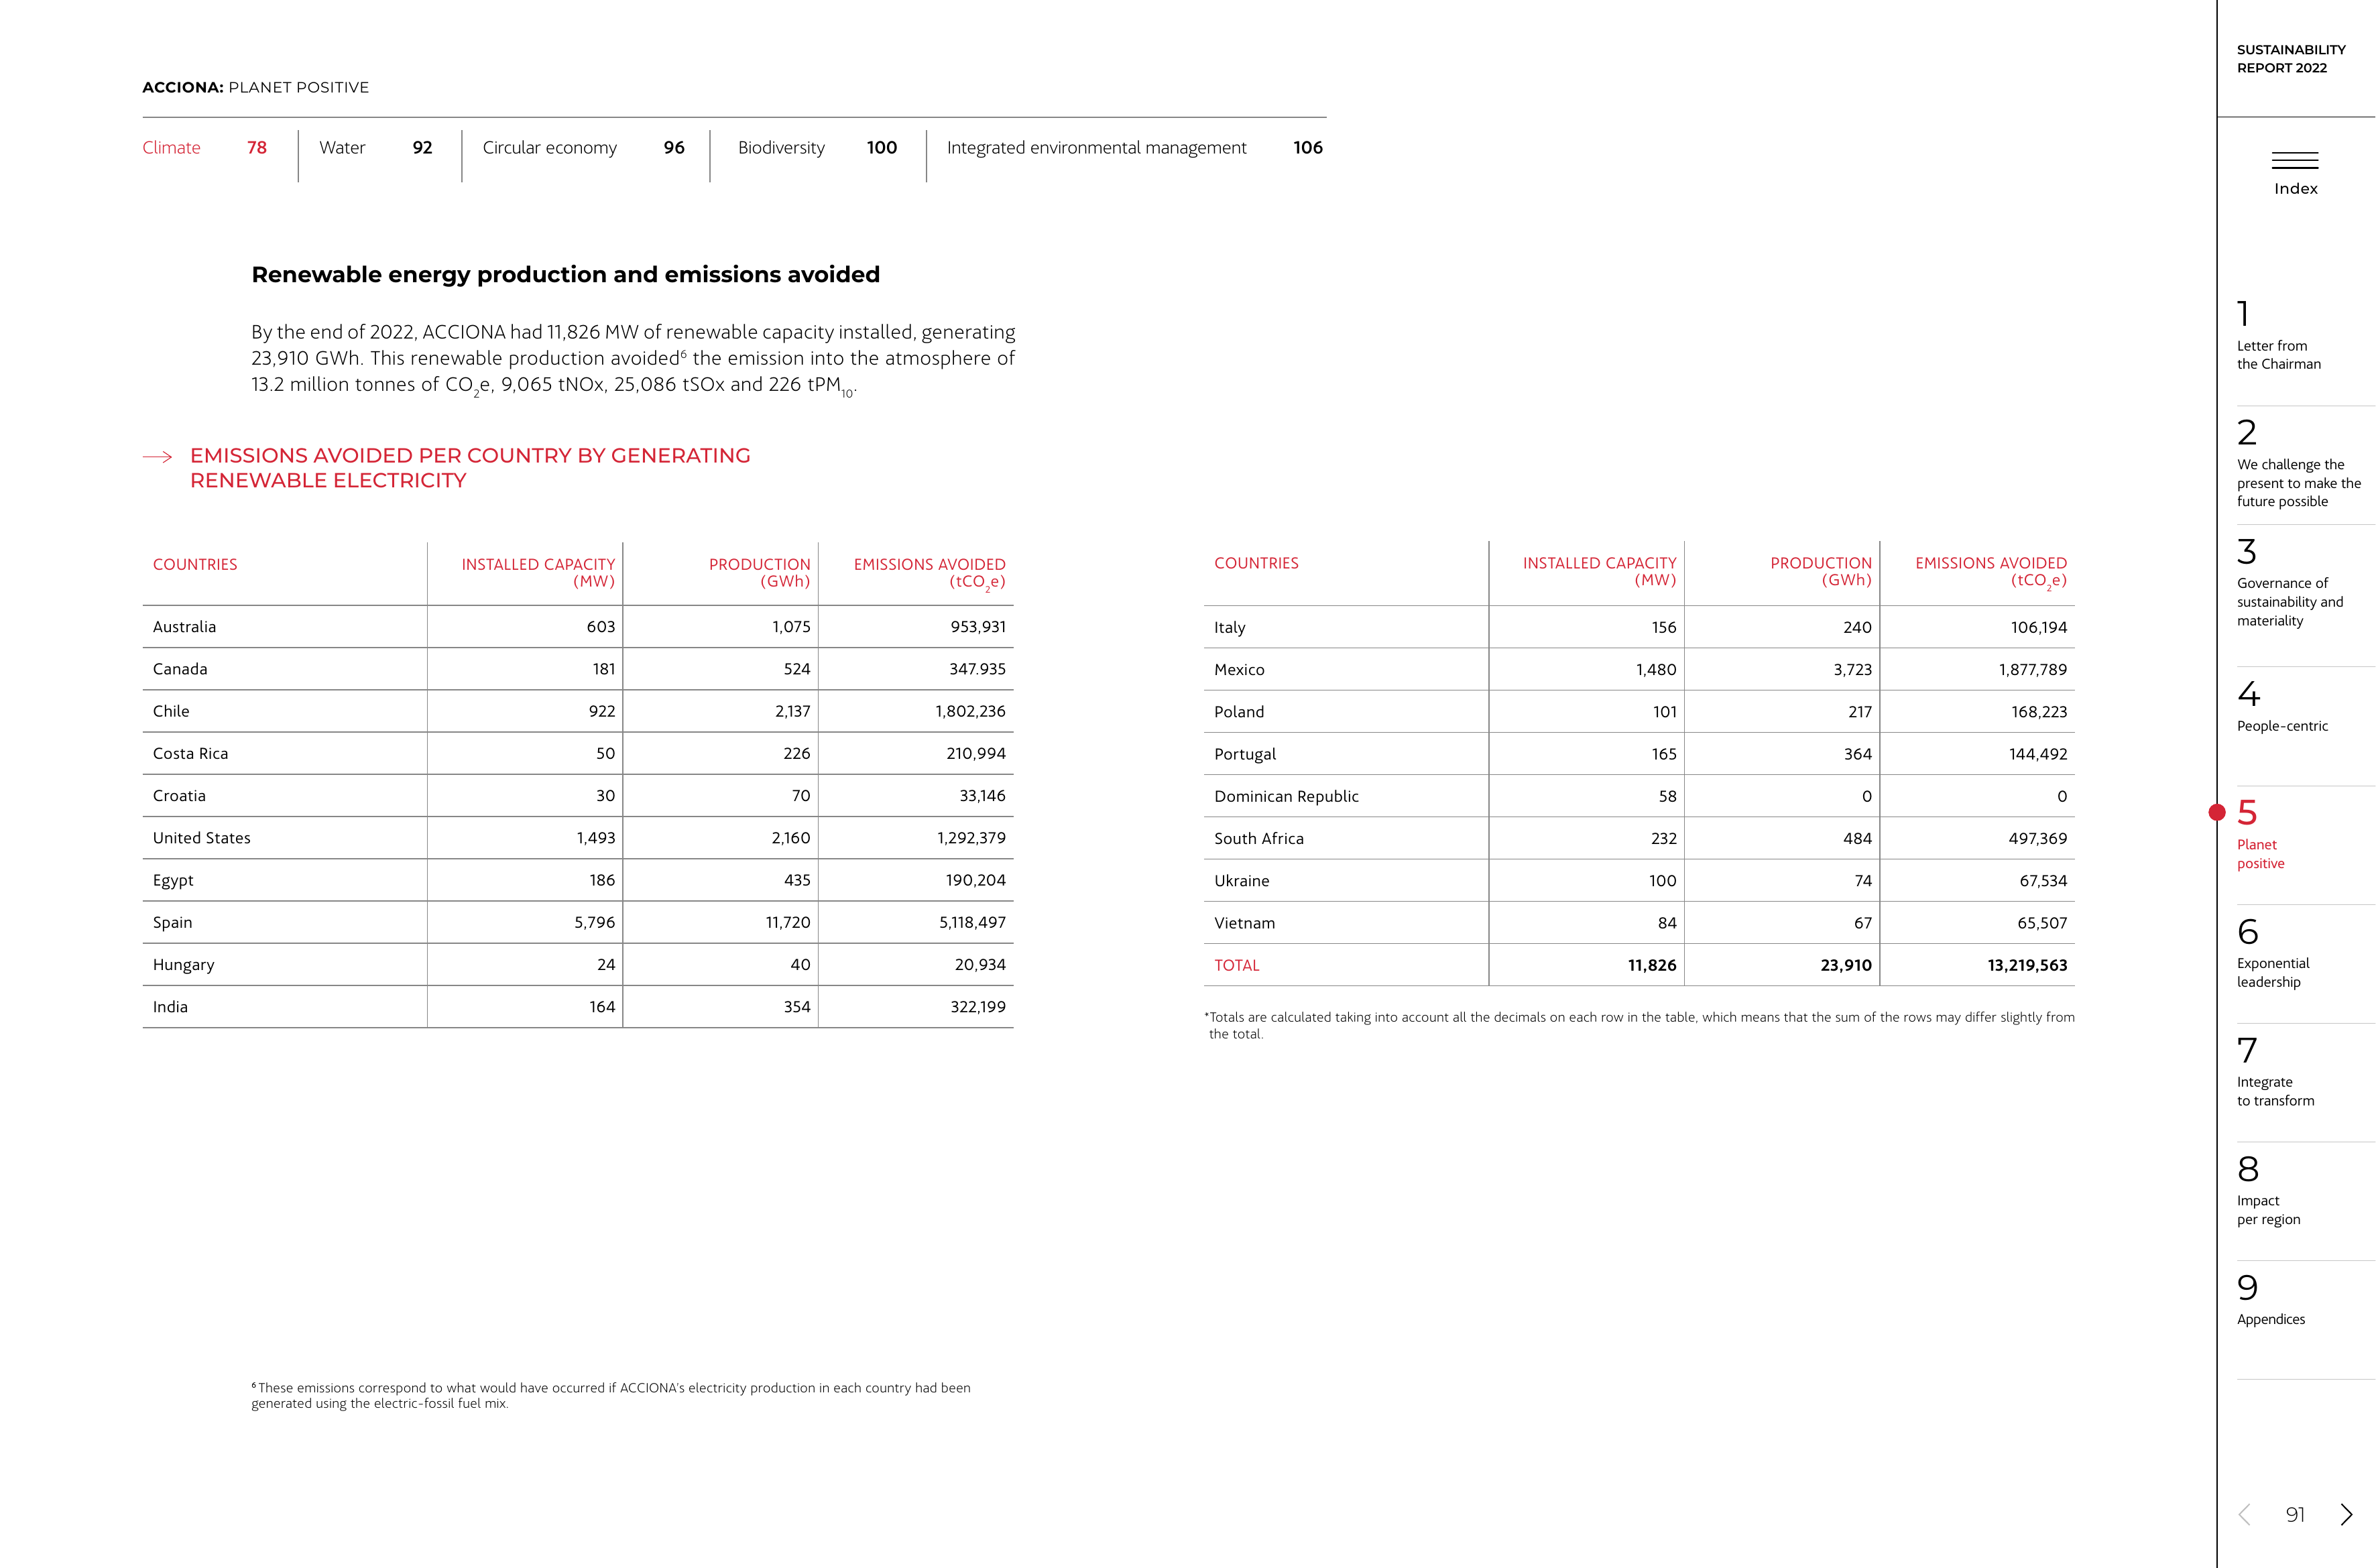 ACCIONA: PLANET POSITIVE
Climate 78 Water 92 Circular economy 96 Biodiversity 100 Integrated environmental management 106
Renewable energy production and emissions avoided
By the end of 2022, ACCIONA had 11,826 MW of renewable capacity installed, generating
23,910 GWh. This renewable production avoided⁶ the emission into the atmosphere of
13.2 million tonnes of CO₂e, 9,065 tNOx, 25,086 tSOx and 226 tPM₁₀.
EMISSIONS AVOIDED PER COUNTRY BY GENERATING
RENEWABLE ELECTRICITY
COUNTRIES INSTALLED CAPACITY PRODUCTION EMISSIONS AVOIDED
(MW) (GWh) (tCO₂e)
Australia 603 1,075 953,931
Canada 181 524 347.935
Chile 922 2,137 1,802,236
Costa Rica 50 226 210,994
Croatia 30 70 33,146
United States 1,493 2,160 1,292,379
Egypt 186 435 190,204
Spain 5,796 11,720 5,118,497
Hungary 24 40 20,934
India 164 354 322,199
COUNTRIES INSTALLED CAPACITY PRODUCTION EMISSIONS AVOIDED
(MW) (GWh) (tCO₂e)
Italy 156 240 106,194
Mexico 1,480 3,723 1,877,789
Poland 101 217 168,223
Portugal 165 364 144,492
Dominican Republic 58 0 0
South Africa 232 484 497,369
Ukraine 100 74 67,534
Vietnam 84 67 65,507
TOTAL 11,826 23,910 13,219,563
*Totals are calculated taking into account all the decimals on each row in the table, which means that the sum of the rows may differ slightly from
the total.
⁶ These emissions correspond to what would have occurred if ACCIONA's electricity production in each country had been
generated using the electric-fossil fuel mix.
SUSTAINABILITY
REPORT 2022
Index
1
Letter from
the Chairman
2
We challenge the
present to make the
future possible
3
Governance of
sustainability and
materiality
4
People-centric
5
Planet
positive
6
Exponential
leadership
7
Integrate
to transform
8
Impact
per region
9
Appendices
91